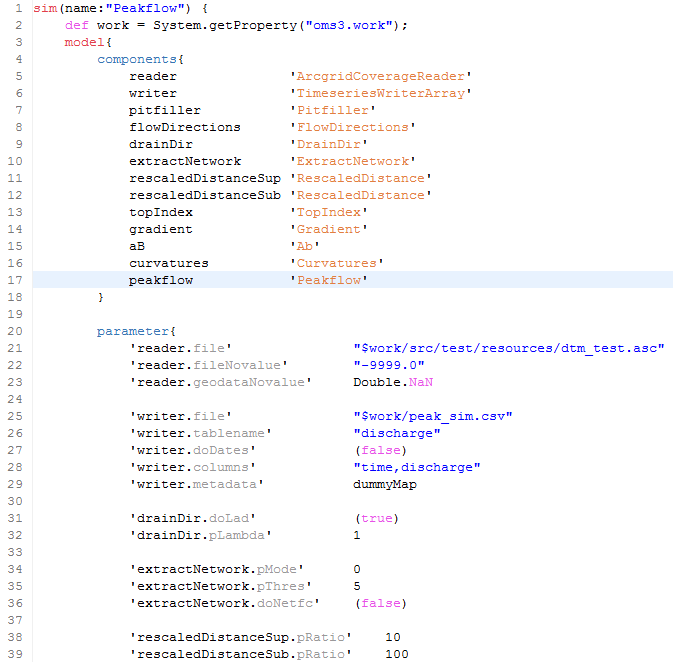 1 sim(name:"Peakflow") {
2     def work = System.getProperty("oms3.work");
3     model{
4         components{
5             reader              'ArcgridCoverageReader'
6             writer              'TimeseriesWriterArray'
7             pitfiller           'Pitfiller'
8             flowDirections      'FlowDirections'
9             drainDir            'DrainDir'
10             extractNetwork      'ExtractNetwork'
11             rescaledDistanceSup 'RescaledDistance'
12             rescaledDistanceSub 'RescaledDistance'
13             topIndex            'TopIndex'
14             gradient            'Gradient'
15             aB                  'Ab'
16             curvatures          'Curvatures'
17             peakflow            'Peakflow'
18         }
19
20         parameter{
21             'reader.file'               "$work/src/test/resources/dtm_test.asc"
22             'reader.fileNovalue'        "-9999.0"
23             'reader.geodataNovalue'     Double.NaN
24
25             'writer.file'               "$work/peak_sim.csv"
26             'writer.tablename'          "discharge"
27             'writer.doDates'            (false)
28             'writer.columns'            "time,discharge"
29             'writer.metadata'           dummyMap
30
31             'drainDir.doLad'            (true)
32             'drainDir.pLambda'          1
33
34             'extractNetwork.pMode'      0
35             'extractNetwork.pThres'     5
36             'extractNetwork.doNetfc'    (false)
37
38             'rescaledDistanceSup.pRatio'    10
39             'rescaledDistanceSub.pRatio'    100